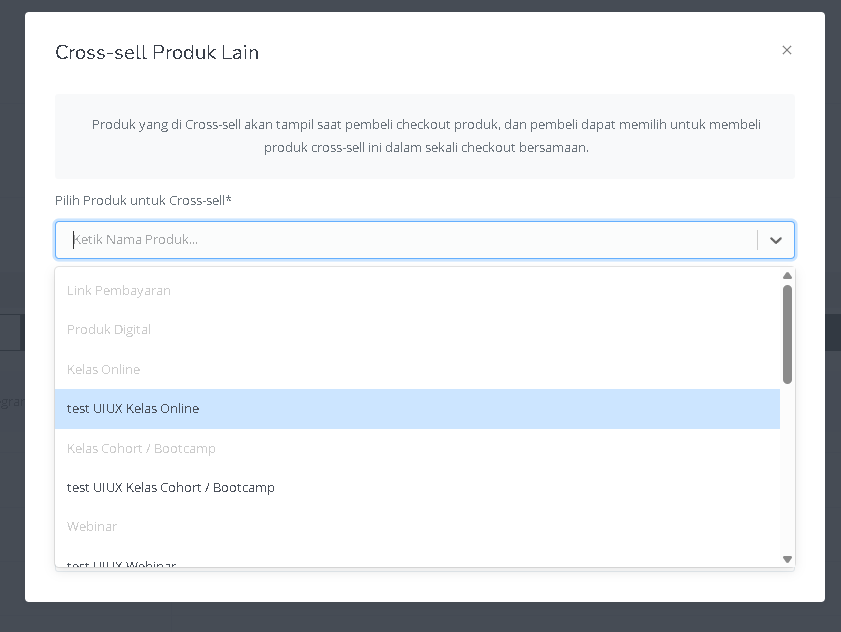 Cross-sell Produk Lain
×
Produk yang di Cross-sell akan tampil saat pembeli checkout produk, dan pembeli dapat memilih untuk membeli
produk cross-sell ini dalam sekali checkout bersamaan.
Pilih Produk untuk Cross-sell*
Ketik Nama Produk...
Link Pembayaran
Produk Digital
Kelas Online
test UIUX Kelas Online
Kelas Cohort / Bootcamp
test UIUX Kelas Cohort / Bootcamp
Webinar
test UIUX Webinar